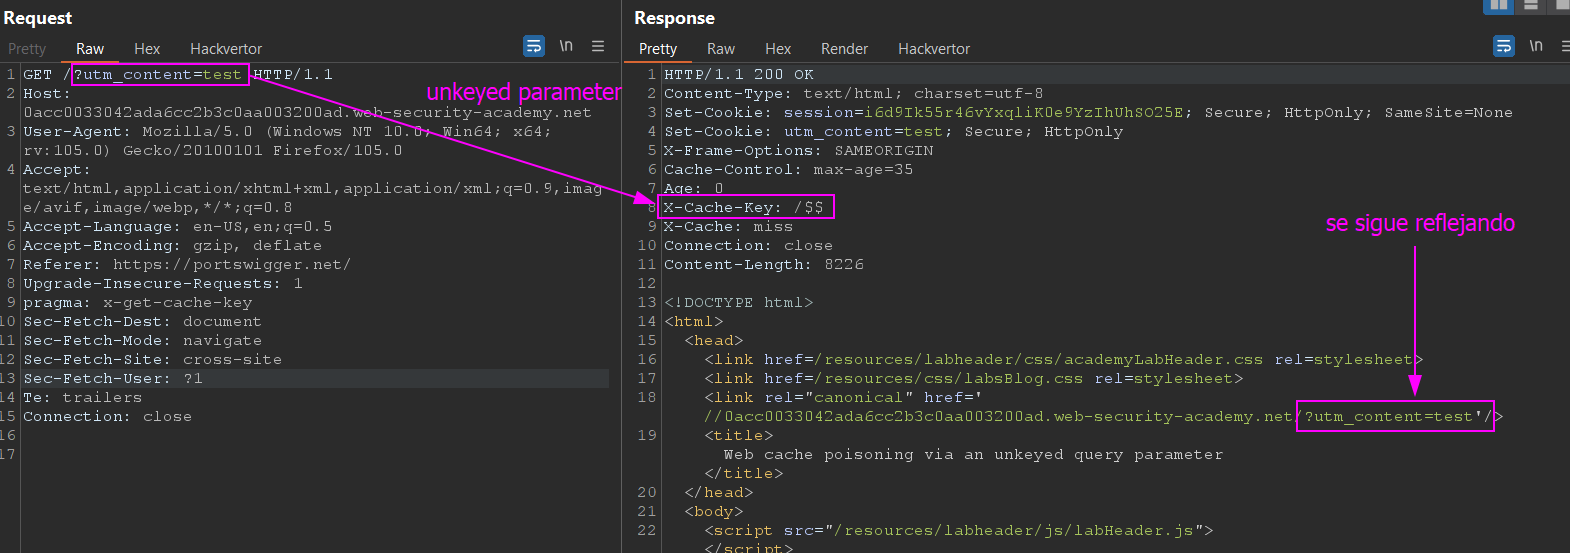 Request
Pretty Raw Hex Hackvertor \n
1 GET /?utm_content=test HTTP/1.1
2 Host:
0acc0033042ada6cc2b3c0aa003200ad.web-security-academy.net
3 User-Agent: Mozilla/5.0 (Windows NT 10.0; Win64; x64;
rv:105.0) Gecko/20100101 Firefox/105.0
4 Accept:
text/html,application/xhtml+xml,application/xml;q=0.9,imag
e/avif,image/webp,*/*;q=0.8
5 Accept-Language: en-US,en;q=0.5
6 Accept-Encoding: gzip, deflate
7 Referer: https://portswigger.net/
8 Upgrade-Insecure-Requests: 1
9 pragma: x-get-cache-key
10 Sec-Fetch-Dest: document
11 Sec-Fetch-Mode: navigate
12 Sec-Fetch-Site: cross-site
13 Sec-Fetch-User: ?1
14 Te: trailers
15 Connection: close
16
17
unkeyed parameter
Response
Pretty Raw Hex Render Hackvertor \n
1 HTTP/1.1 200 OK
2 Content-Type: text/html; charset=utf-8
3 Set-Cookie: session=i6d9Ik55r46vYxqliK0e9YzIhUhSO25E; Secure; HttpOnly; SameSite=None
4 Set-Cookie: utm_content=test; Secure; HttpOnly
5 X-Frame-Options: SAMEORIGIN
6 Cache-Control: max-age=35
7 Age: 0
8 X-Cache-Key: /$$
9 X-Cache: miss
10 Connection: close
11 Content-Length: 8226
12
13 <!DOCTYPE html>
14 <html>
15 <head>
16 <link href=/resources/labheader/css/academyLabHeader.css rel=stylesheet>
17 <link href=/resources/css/labsBlog.css rel=stylesheet>
18 <link rel="canonical" href='
//0acc0033042ada6cc2b3c0aa003200ad.web-security-academy.net/?utm_content=test'/>
19 <title>
Web cache poisoning via an unkeyed query parameter
</title>
20 </head>
21 <body>
22 <script src="/resources/labheader/js/labHeader.js">
</script>
se sigue reflejando